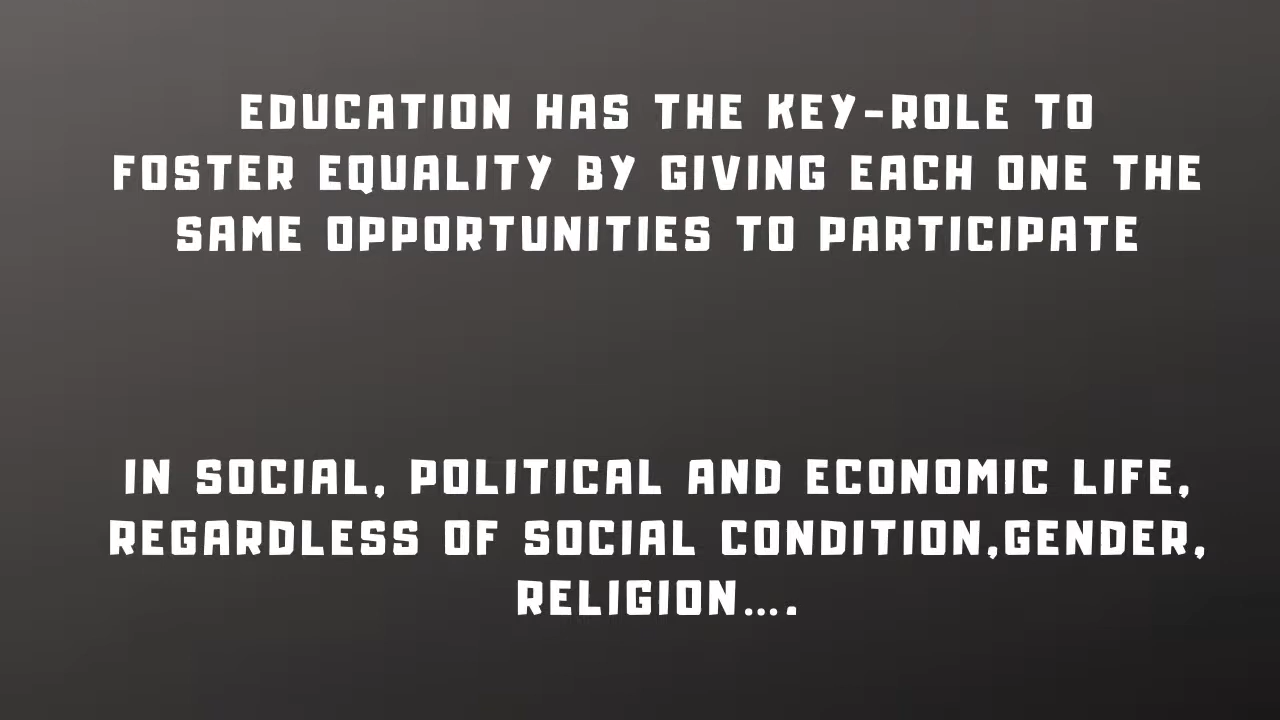 EDUCATION HAS THE KEY-ROLE TO
FOSTER EQUALITY BY GIVING EACH ONE THE
SAME OPPORTUNITIES TO PARTICIPATE
IN SOCIAL, POLITICAL AND ECONOMIC LIFE,
REGARDLESS OF SOCIAL CONDITION,GENDER,
RELIGION....